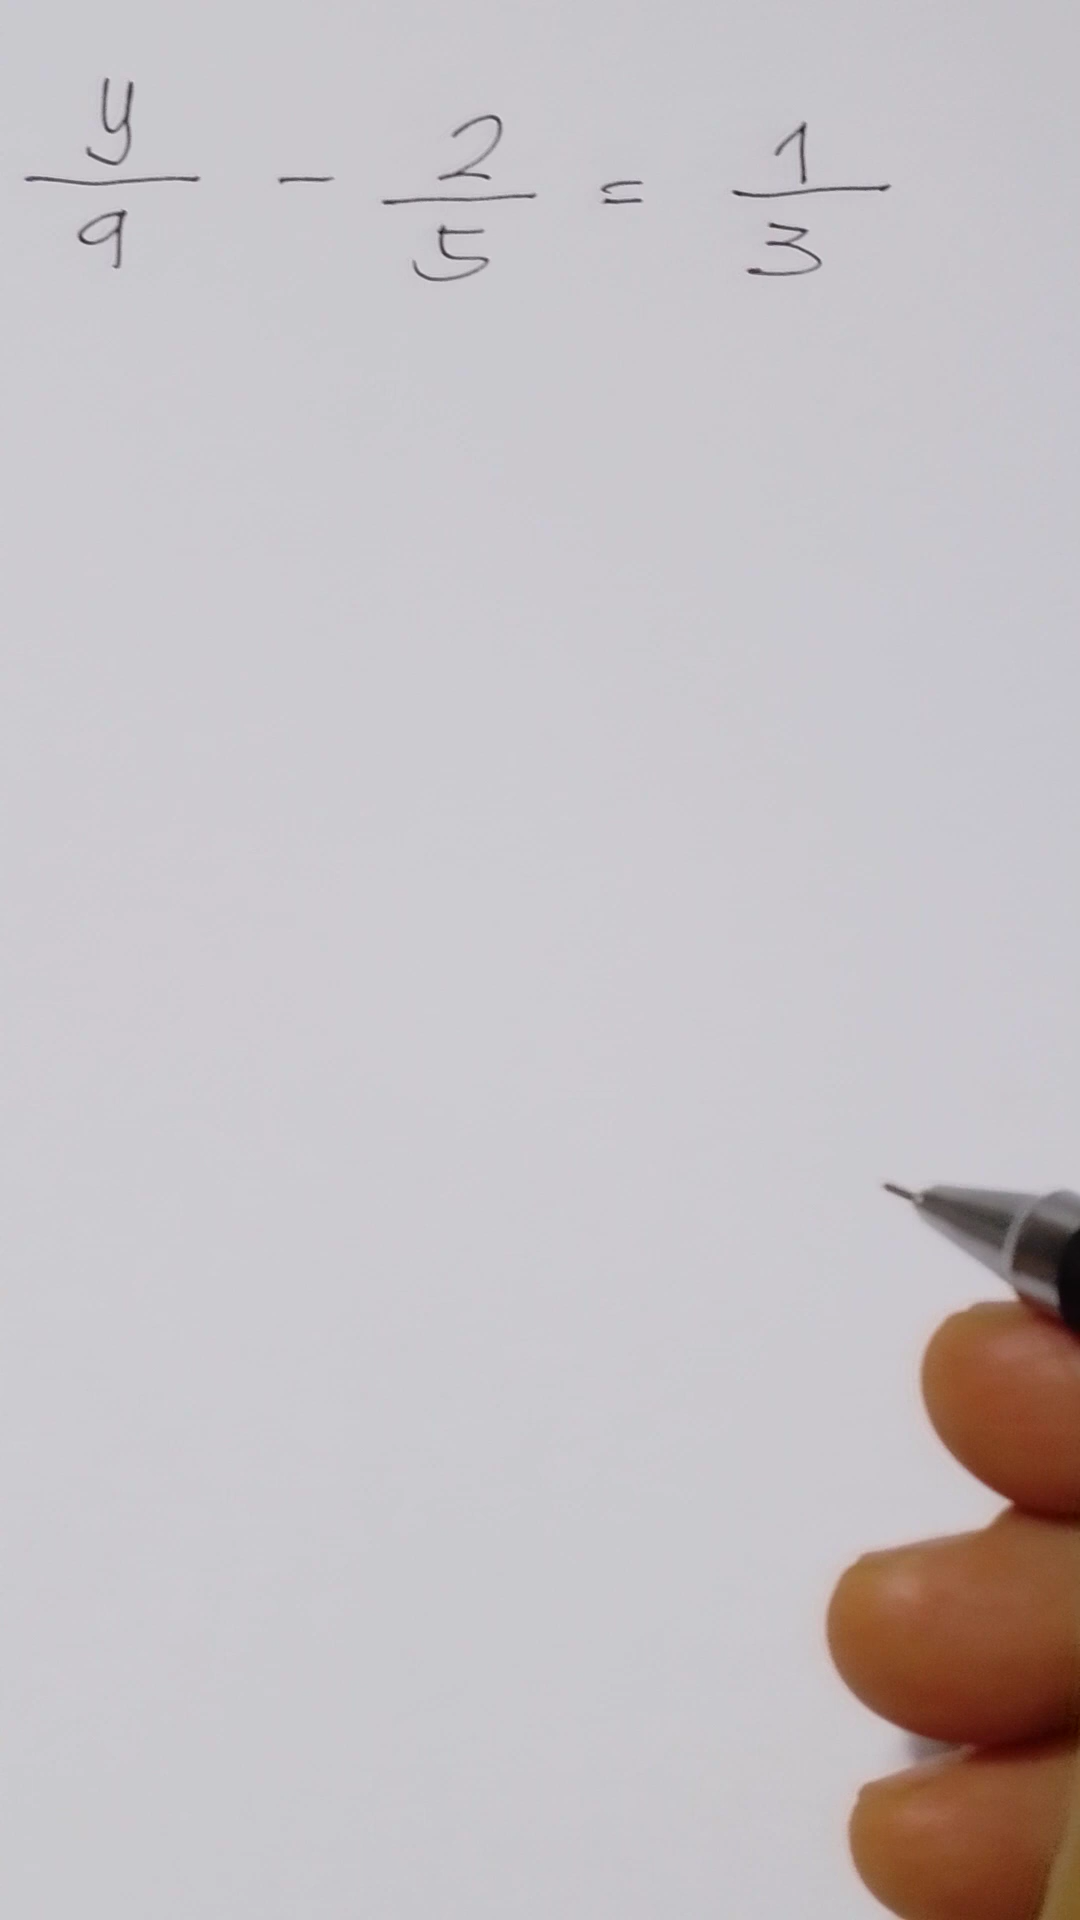 y/9 - 2/5 = 1/3